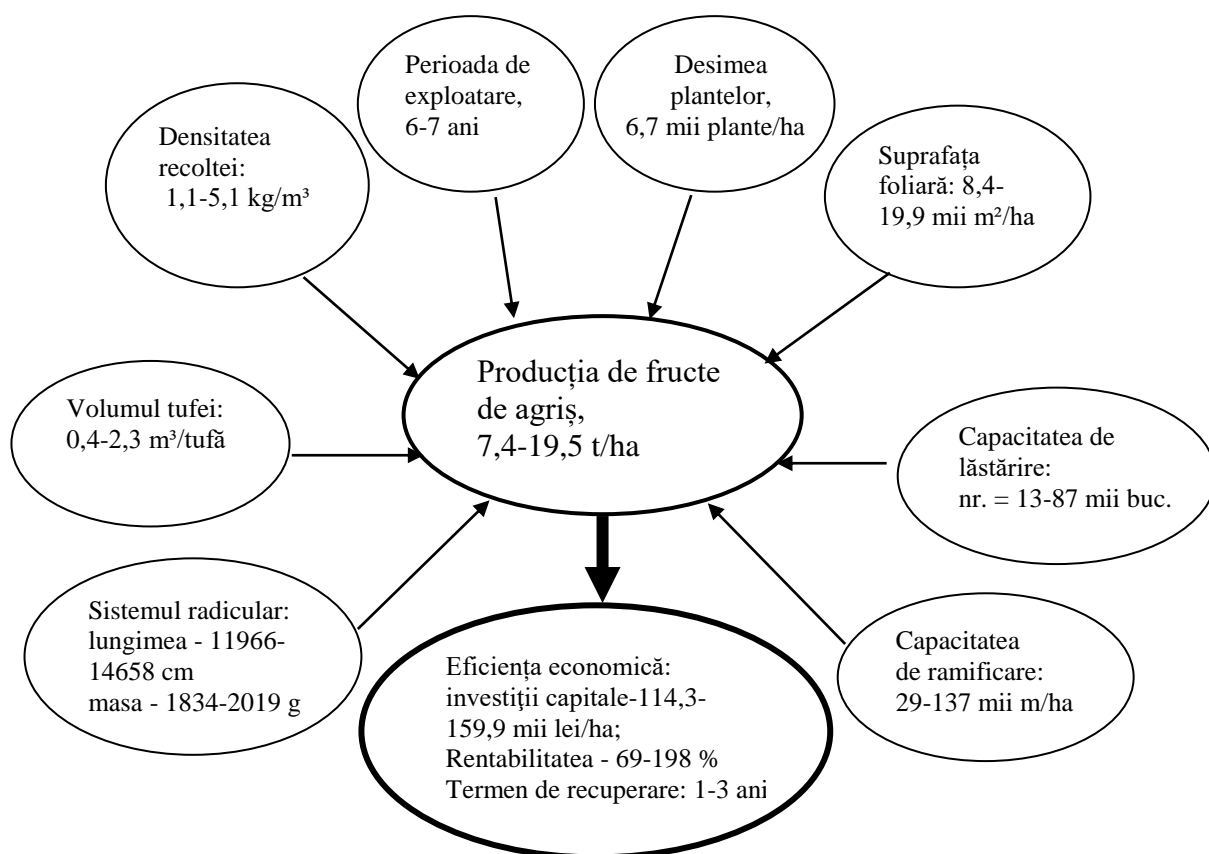 Perioada de
exploatare,
6-7 ani
Desimea
plantelor,
6,7 mii plante/ha
Densitatea
recoltei:
1,1-5,1 kg/m³
Suprafața
foliară: 8,4-
19,9 mii m²/ha
Producția de fructe
de agriș,
7,4-19,5 t/ha
Volumul tufei:
0,4-2,3 m³/tufă
Capacitatea de
lăstărire:
nr. = 13-87 mii buc.
Sistemul radicular:
lungimea - 11966-
14658 cm
masa - 1834-2019 g
Capacitatea
de ramificare:
29-137 mii m/ha
Eficiența economică:
investiţii capitale-114,3-
159,9 mii lei/ha;
Rentabilitatea - 69-198 %
Termen de recuperare: 1-3 ani